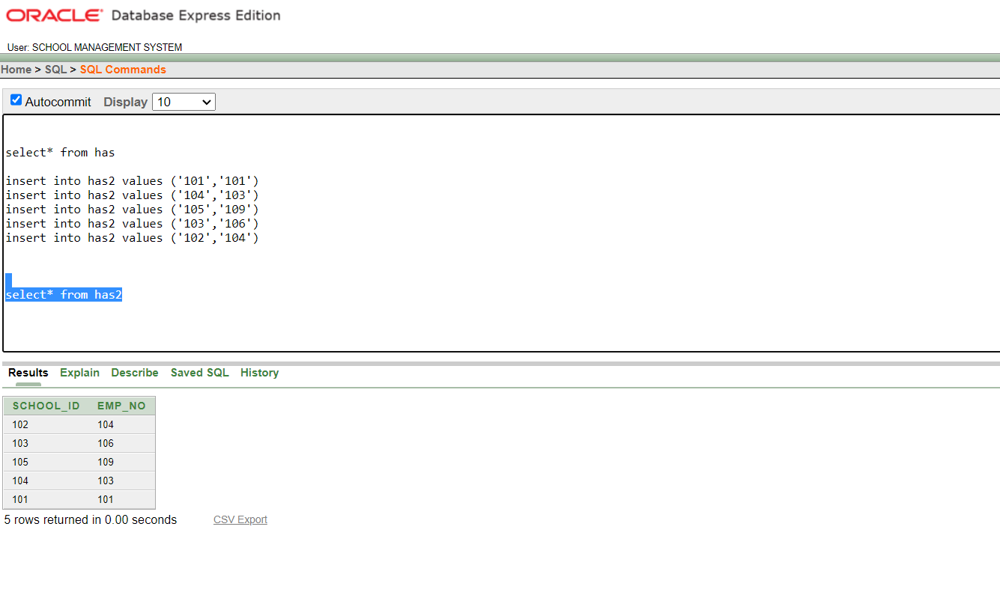 ORACLE Database Express Edition
User: SCHOOL MANAGEMENT SYSTEM
Home > SQL > SQL Commands
Autocommit Display 10
select* from has
insert into has2 values ('101','101')
insert into has2 values ('104','103')
insert into has2 values ('105','109')
insert into has2 values ('103','106')
insert into has2 values ('102','104')
select* from has2
Results Explain Describe Saved SQL History
SCHOOL_ID EMP_NO
102 104
103 106
105 109
104 103
101 101
5 rows returned in 0.00 seconds CSV Export